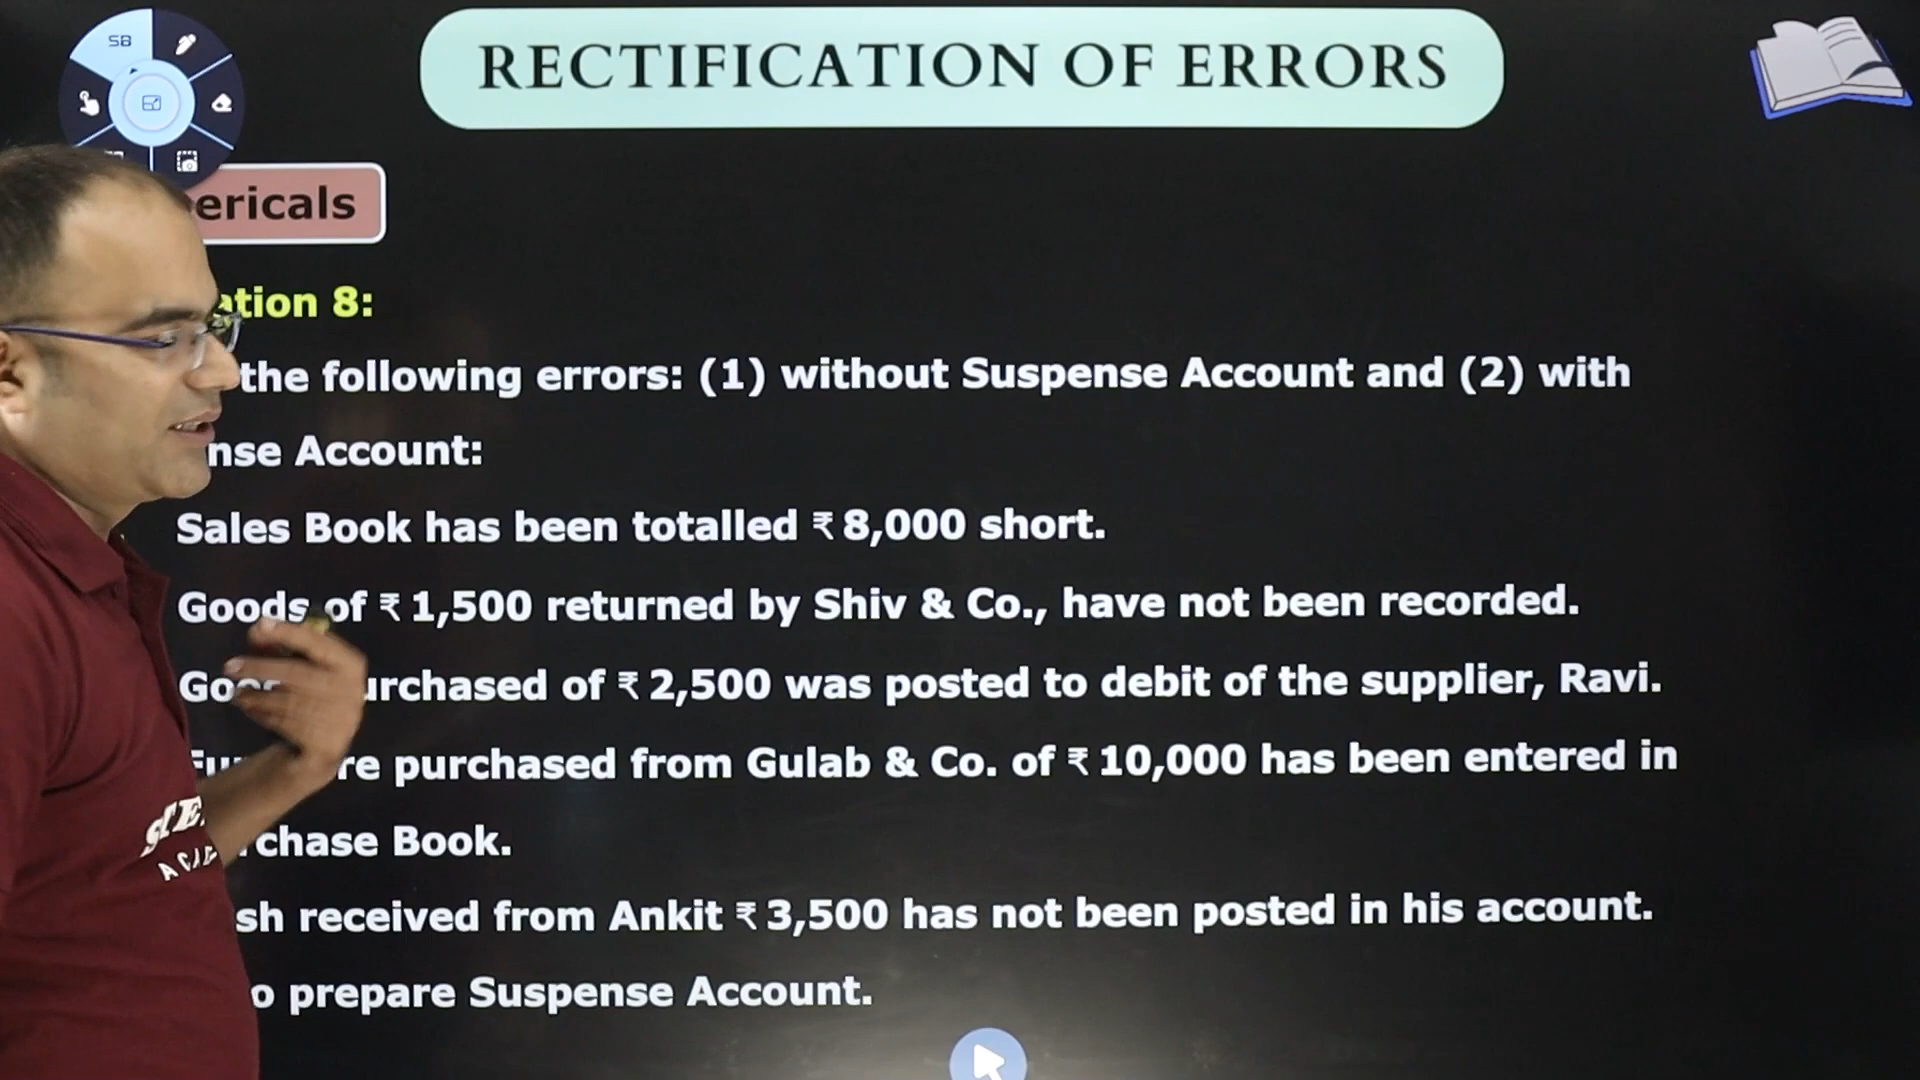 SB
RECTIFICATION OF ERRORS
ericals
ation 8:
the following errors: (1) without Suspense Account and (2) with
nse Account:
Sales Book has been totalled ₹ 8,000 short.
Goods of ₹ 1,500 returned by Shiv & Co., have not been recorded.
urchased of ₹ 2,500 was posted to debit of the supplier, Ravi.
re purchased from Gulab & Co. of ₹ 10,000 has been entered in
chase Book.
sh received from Ankit ₹ 3,500 has not been posted in his account.
o prepare Suspense Account.